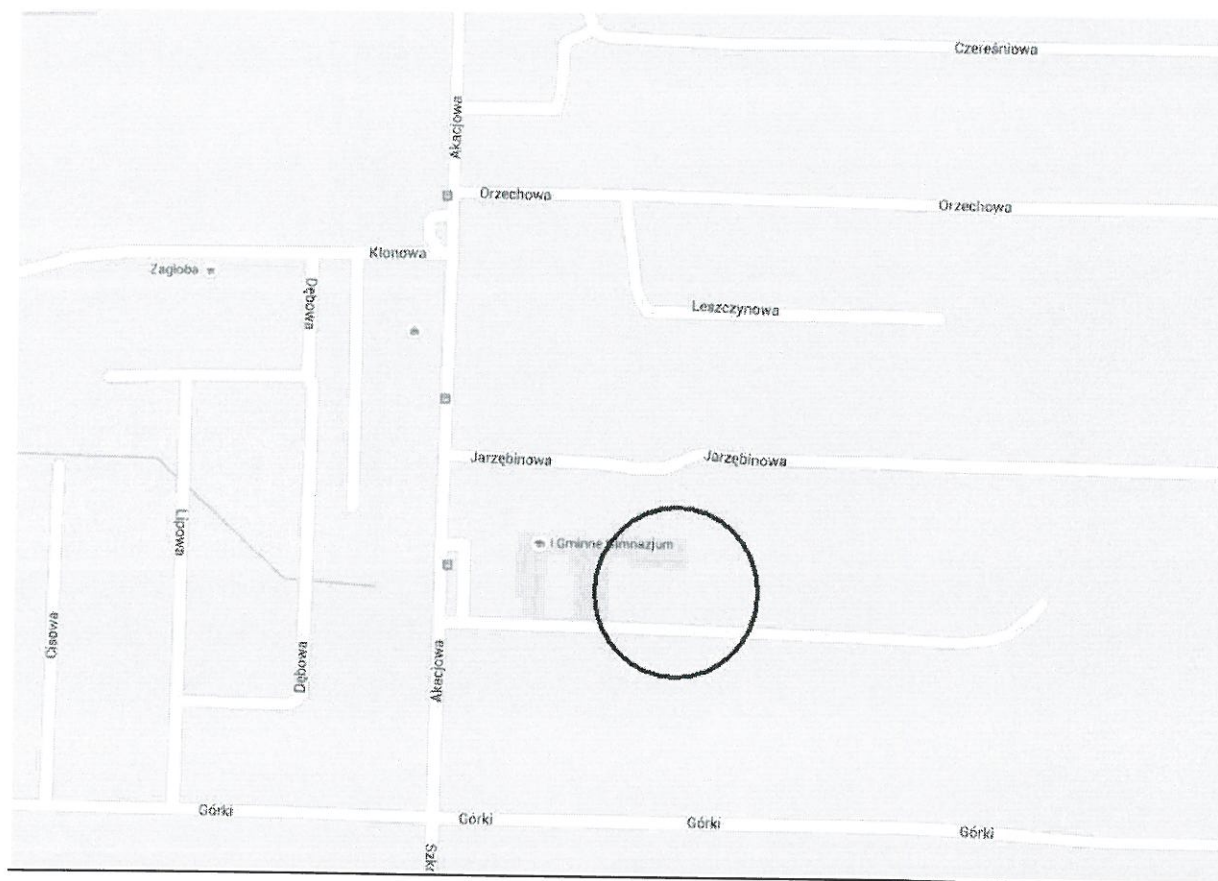 Czereśniowa
Akacjowa
Orzechowa
Orzechowa
Klonowa
Zagłoba
Dębowa
Leszczynowa
Jarzębinowa
Jarzębinowa
Lipowa
I Gminne Gimnazjum
Cisowa
Dębowa
Akacjowa
Górki
Górki
Górki
Górki